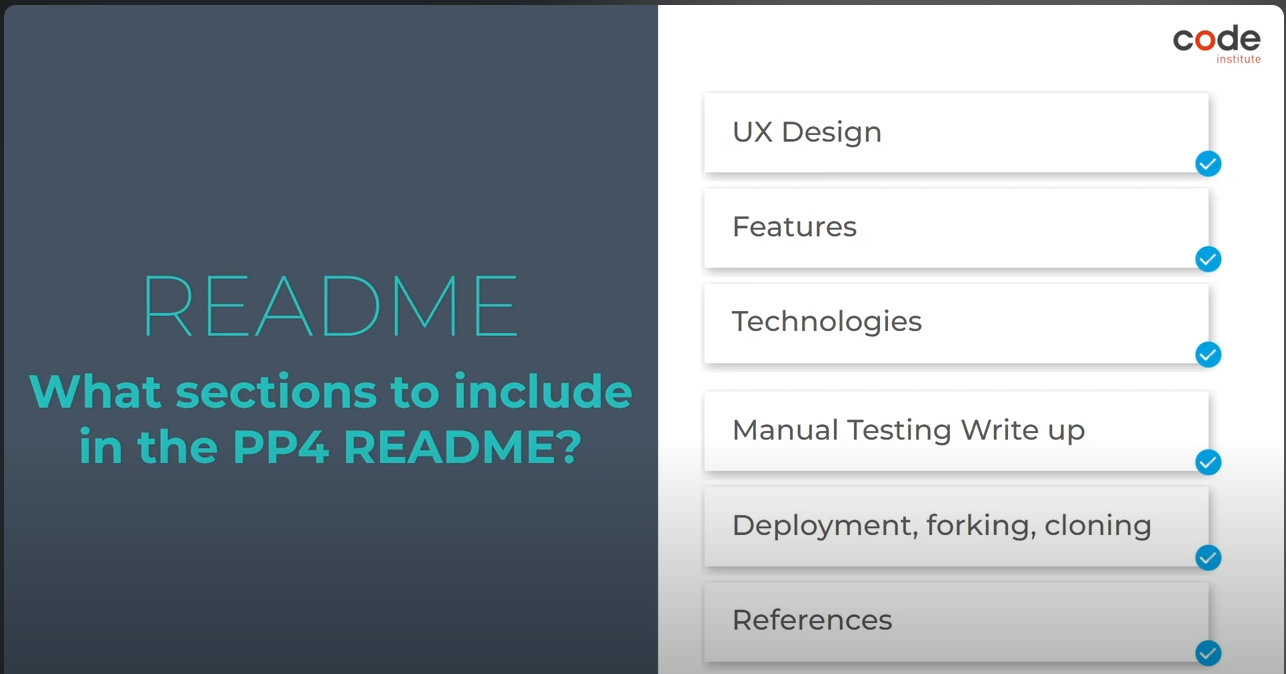 README
What sections to include
in the PP4 README?
code
institute
UX Design
Features
Technologies
Manual Testing Write up
Deployment, forking, cloning
References